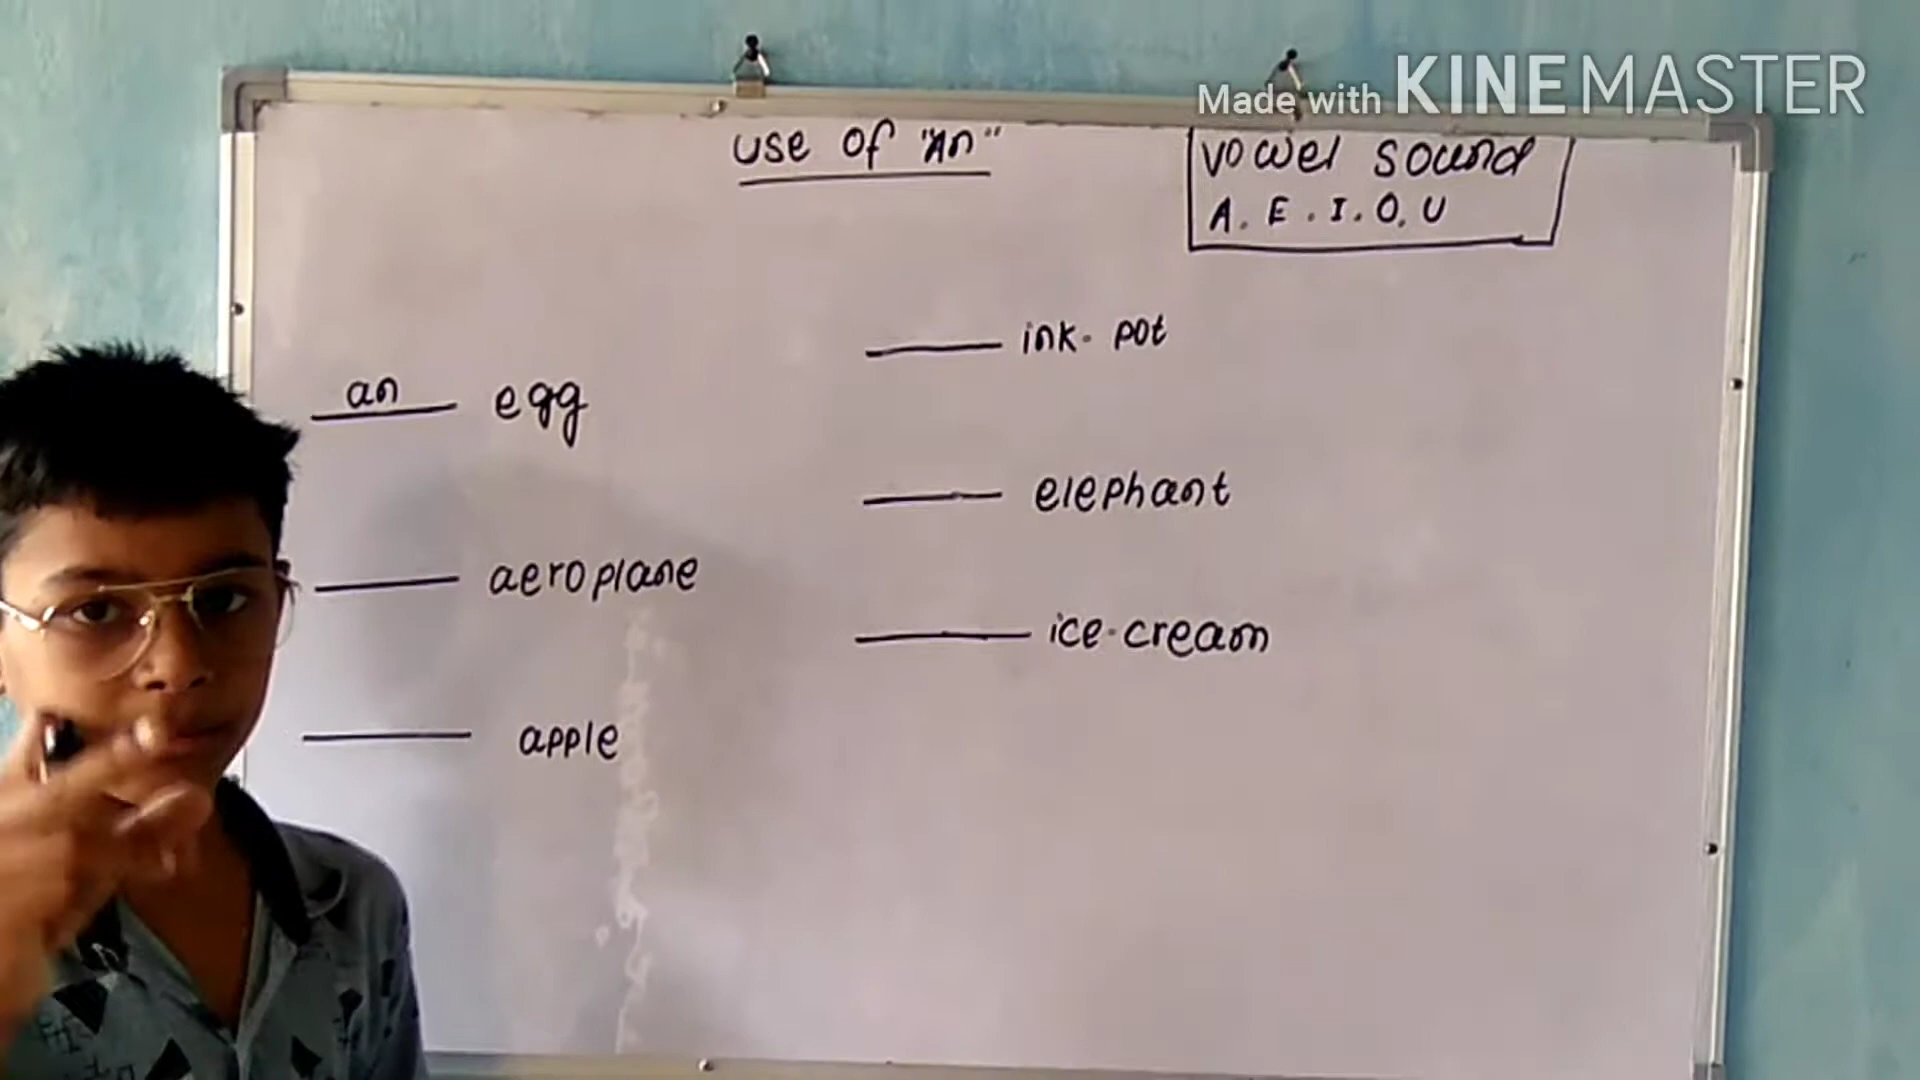 Made with KINEMASTER
use of "An"
vowel sound
A. E. I. O. U
an egg
aeroplane
apple
ink-pot
elephant
ice-cream